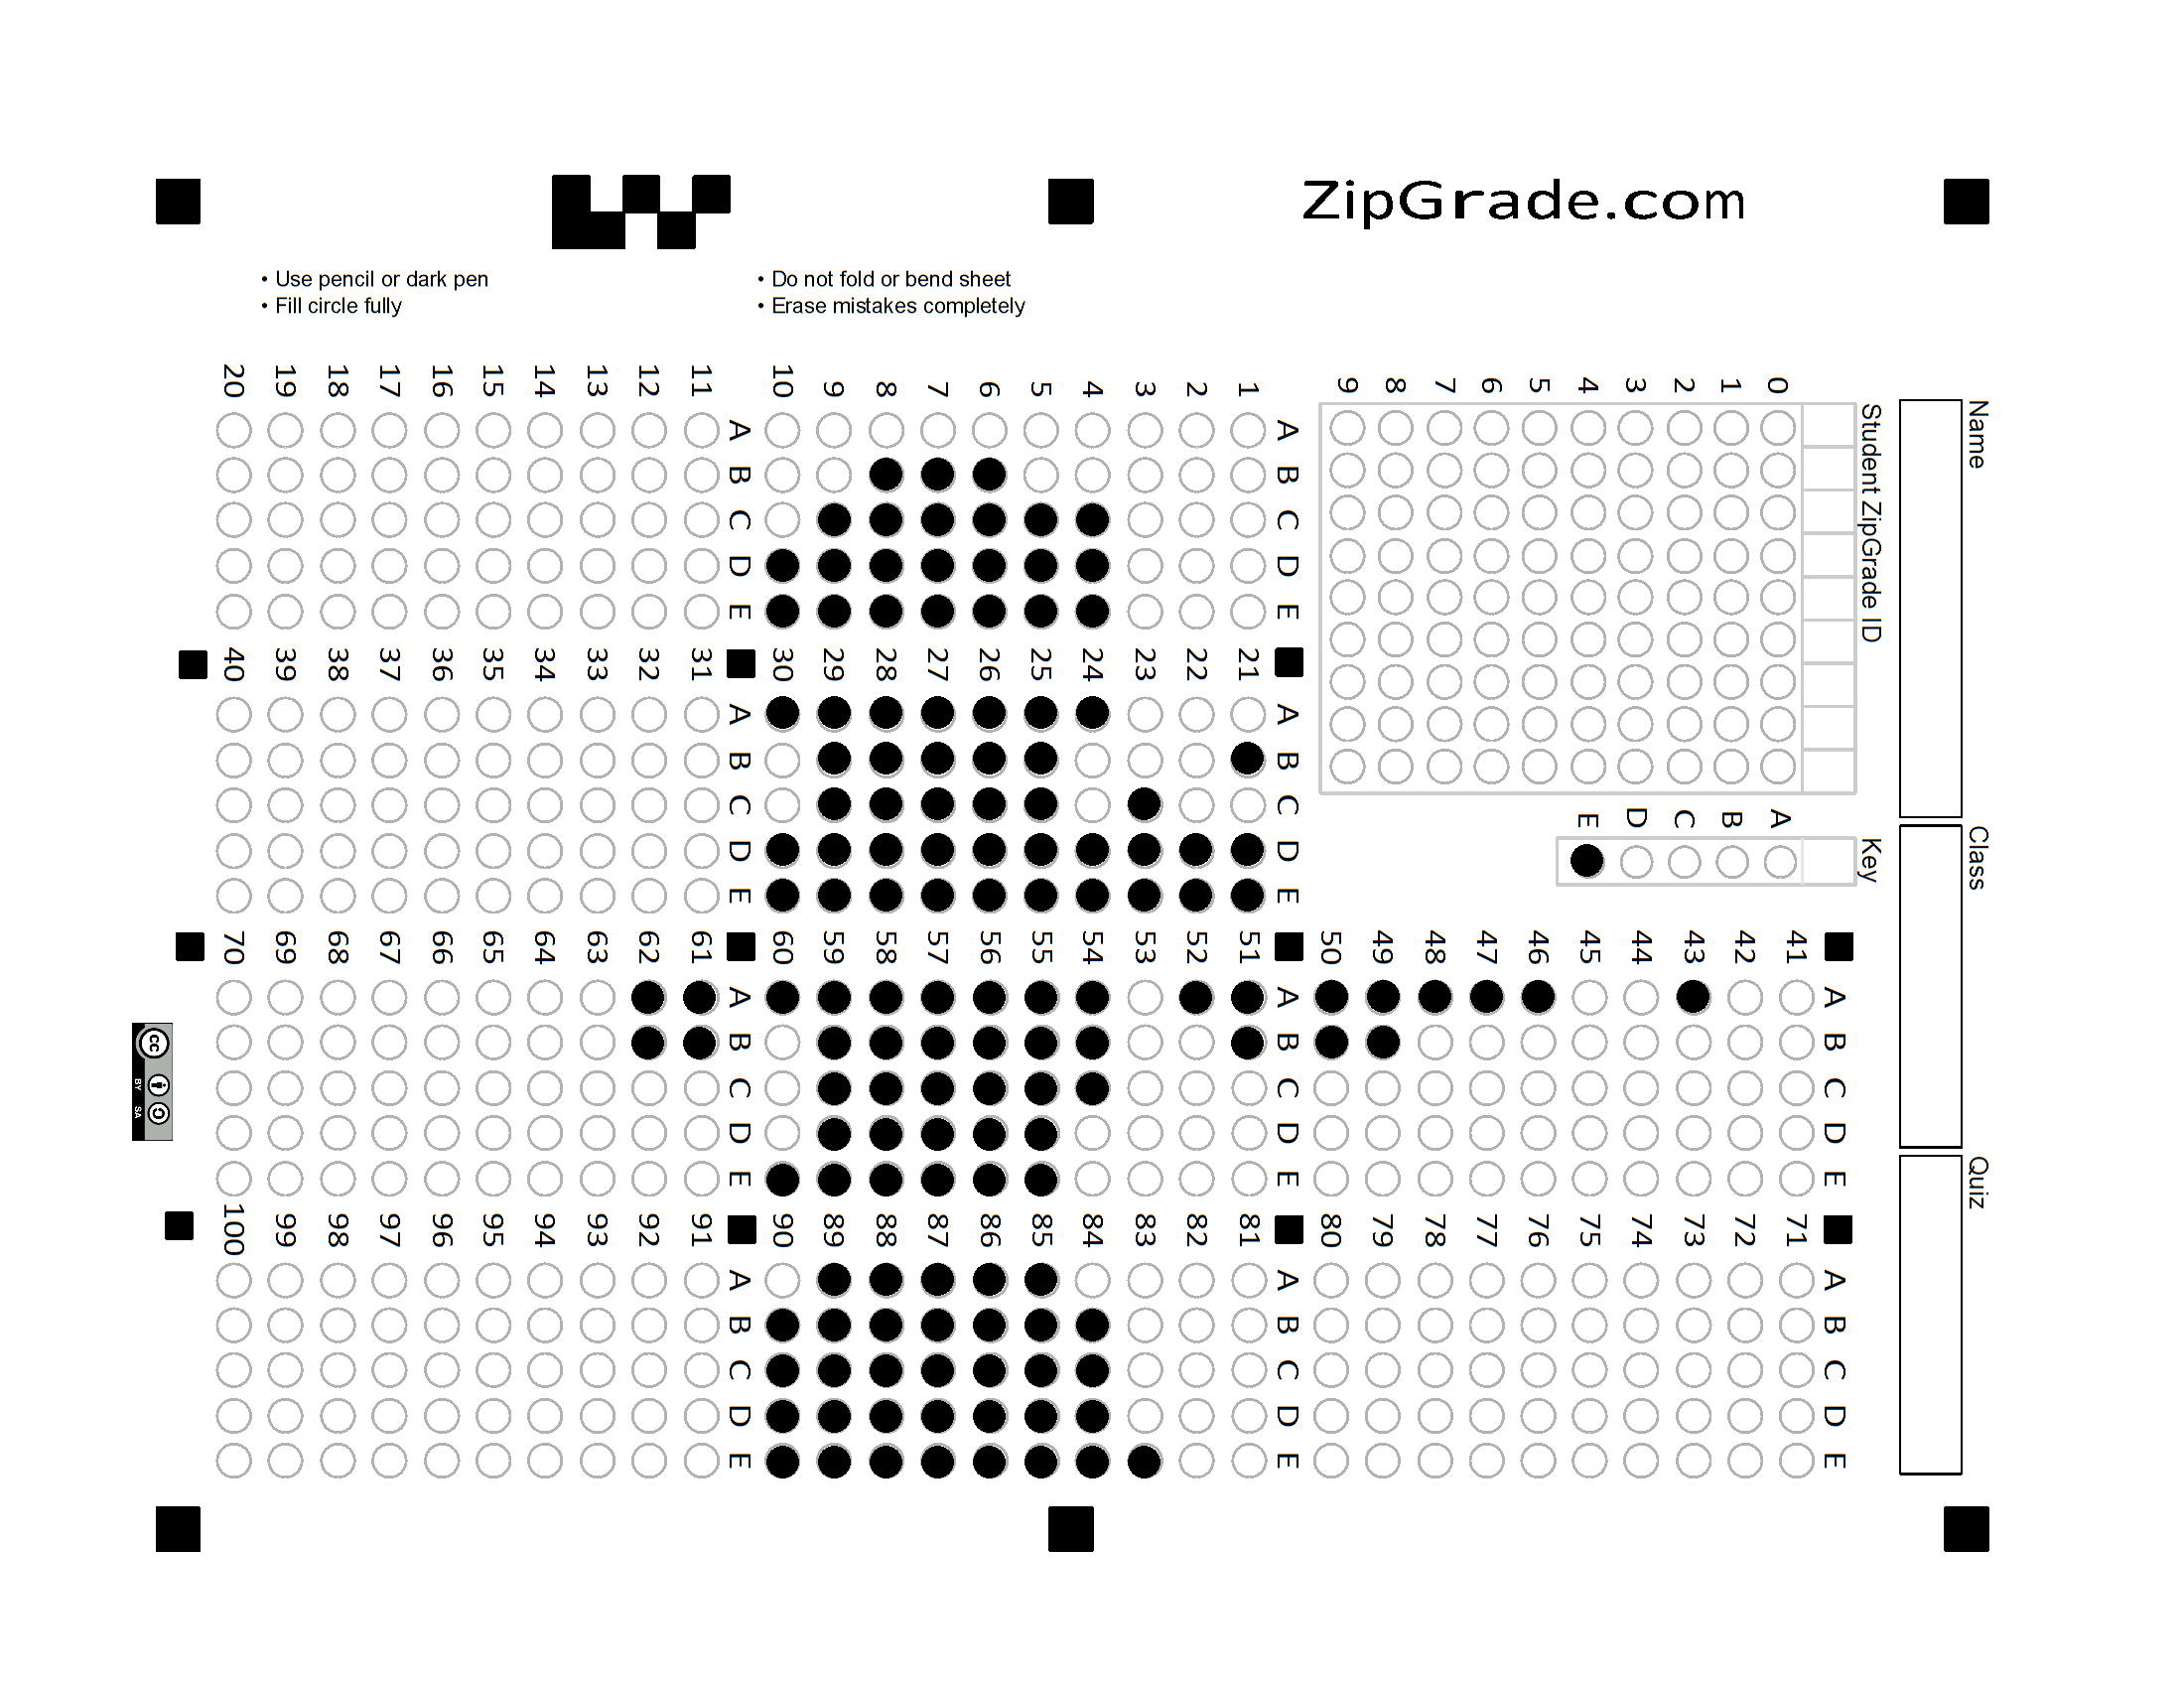 ZipGrade.com
• Use pencil or dark pen
• Fill circle fully
• Do not fold or bend sheet
• Erase mistakes completely
Name
Class
Quiz
Student ZipGrade ID
0 1 2 3 4 5 6 7 8 9
Key
A B C D E
1 2 3 4 5 6 7 8 9 10
A B C D E
11 12 13 14 15 16 17 18 19 20
A B C D E
21 22 23 24 25 26 27 28 29 30
A B C D E
31 32 33 34 35 36 37 38 39 40
A B C D E
41 42 43 44 45 46 47 48 49 50
A B C D E
51 52 53 54 55 56 57 58 59 60
A B C D E
61 62 63 64 65 66 67 68 69 70
A B C D E
71 72 73 74 75 76 77 78 79 80
A B C D E
81 82 83 84 85 86 87 88 89 90
A B C D E
91 92 93 94 95 96 97 98 99 100
A B C D E
cc BY SA